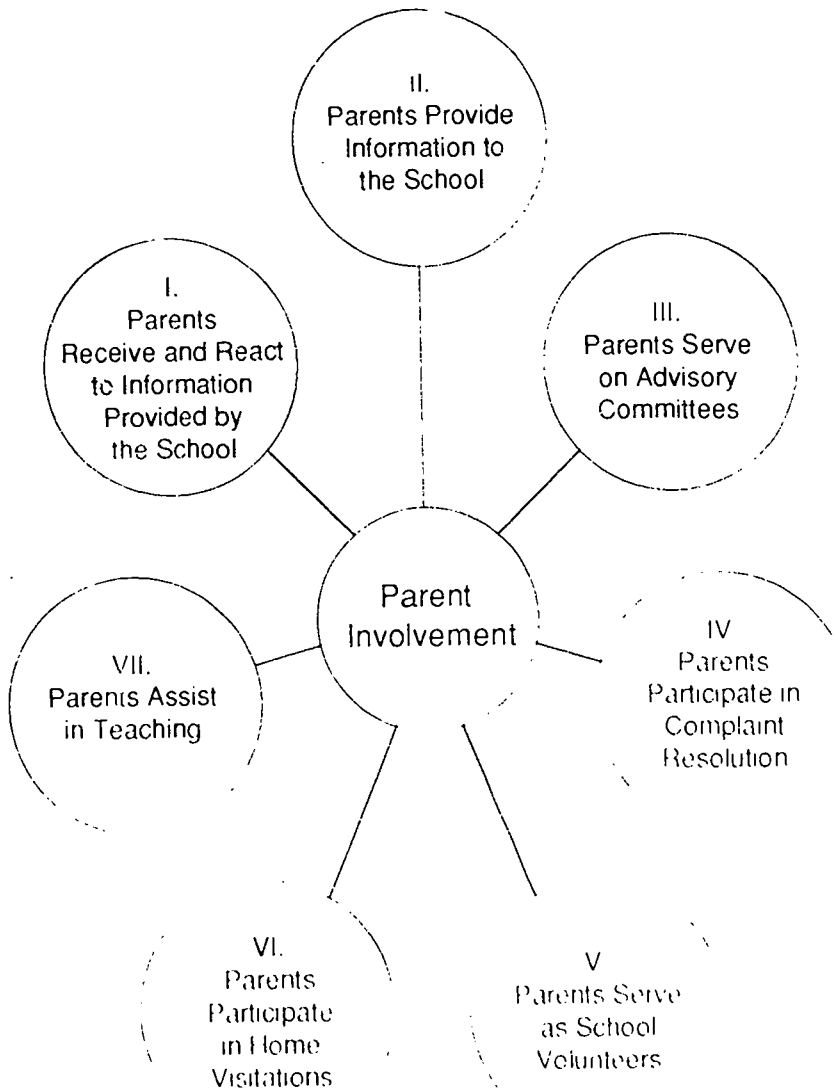 II.
Parents Provide
Information to
the School
I.
Parents
Receive and React
to Information
Provided by
the School
III.
Parents Serve
on Advisory
Committees
Parent
Involvement
IV
Parents
Participate in
Complaint
Resolution
VII.
Parents Assist
in Teaching
VI.
Parents
Participate
in Home
Visitations
V
Parents Serve
as School
Volunteers